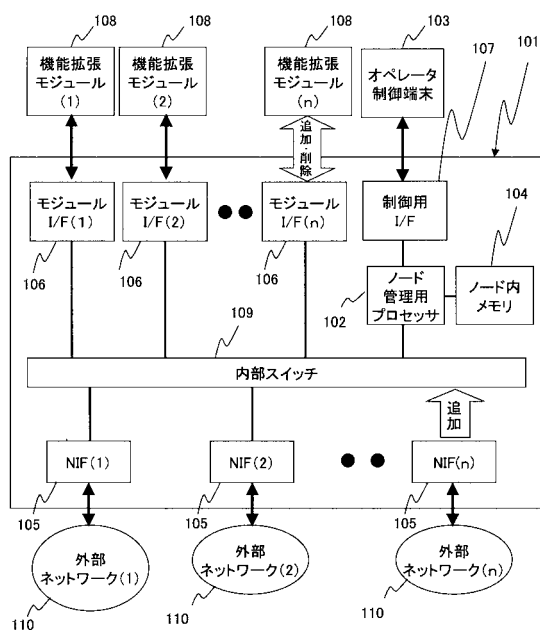 108
108
108
103
107
101
機能拡張
モジュール
(1)
機能拡張
モジュール
(2)
機能拡張
モジュール
(n)
オペレータ
制御端末
追加・削除
モジュール
I/F(1)
モジュール
I/F(2)
モジュール
I/F(n)
制御用
I/F
104
106
106
106
ノード
管理用
プロセッサ
ノード内
メモリ
102
109
内部スイッチ
追加
NIF(1)
NIF(2)
NIF(n)
105
105
105
外部
ネットワーク(1)
外部
ネットワーク(2)
外部
ネットワーク(n)
110
110
110